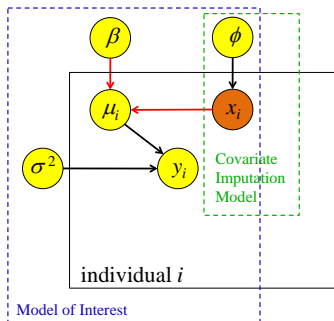 β ϕ
μᵢ xᵢ
Covariate
Imputation
Model
σ² yᵢ
individual i
Model of Interest